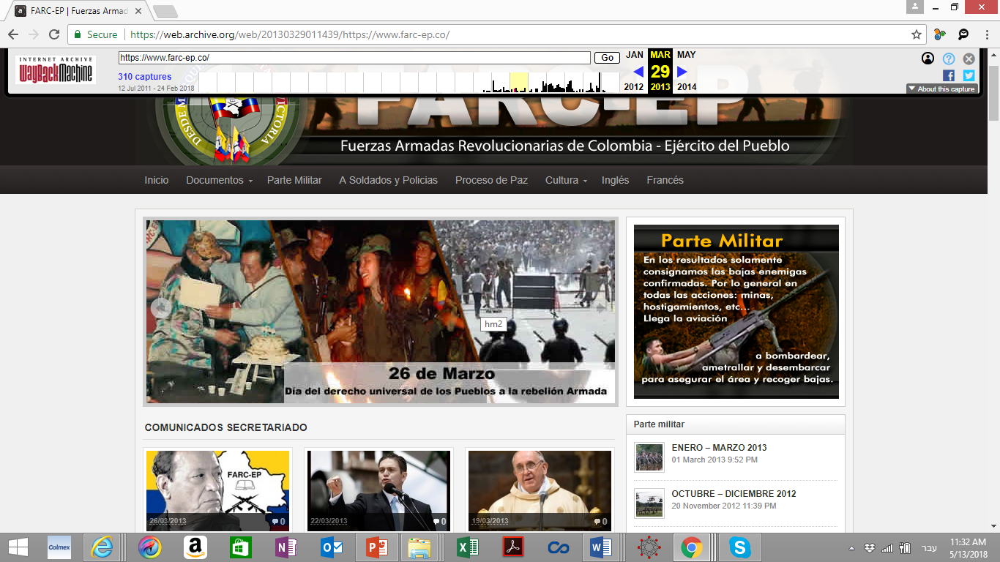 FARC-EP | Fuerzas Armad
Secure
https://web.archive.org/web/20130329011439/https://www.farc-ep.co/
INTERNET ARCHIVE
WayBackMachine
https://www.farc-ep.co/
Go
310 captures
12 Jul 2011 - 24 Feb 2018
JAN MAR MAY
29
2012 2013 2014
About this capture
FARC-EP
Fuerzas Armadas Revolucionarias de Colombia - Ejército del Pueblo
Inicio Documentos Parte Militar A Soldados y Policias Proceso de Paz Cultura Inglés Francés
hm2
26 de Marzo
Día del derecho universal de los Pueblos a la rebelión Armada
Parte Militar
En los resultados solamente
consignamos las bajas enemigas
confirmadas. Por lo general en
todas las acciones: minas,
hostigamientos, etc...
Llega la aviación
a bombardear,
ametrallar y desembarcar
para asegurar el área y recoger bajas.
COMUNICADOS SECRETARIADO
FARC-EP
26/03/2013 0
22/03/2013 0
19/03/2013 0
Parte militar
ENERO – MARZO 2013
01 March 2013 9:52 PM
OCTUBRE – DICIEMBRE 2012
20 November 2012 11:39 PM
Colmex
עבר
11:32 AM
5/13/2018